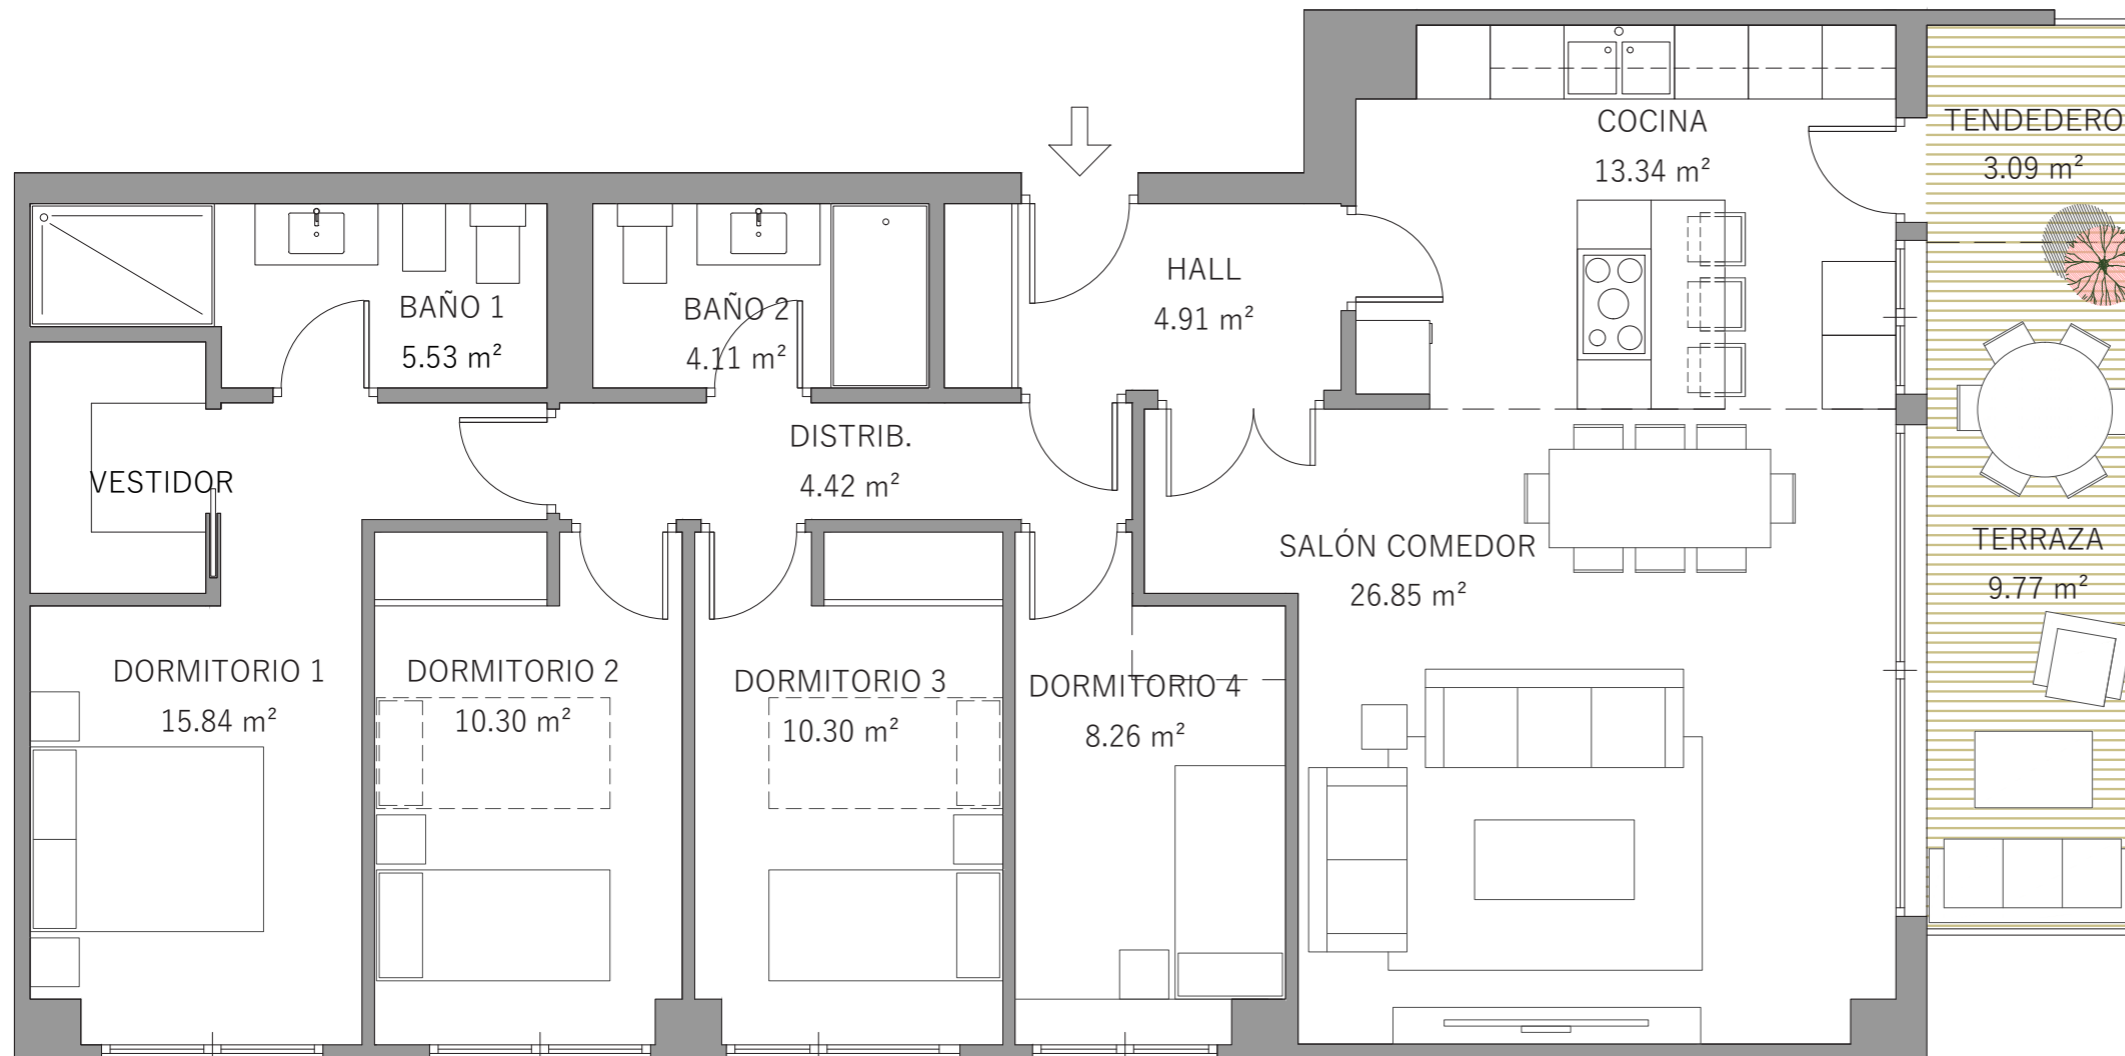 COCINA
13.34 m²
TENDEDERO
3.09 m²
HALL
4.91 m²
BAÑO 1
5.53 m²
BAÑO 2
4.11 m²
DISTRIB.
4.42 m²
VESTIDOR
SALÓN COMEDOR
26.85 m²
TERRAZA
9.77 m²
DORMITORIO 1
15.84 m²
DORMITORIO 2
10.30 m²
DORMITORIO 3
10.30 m²
DORMITORIO 4
8.26 m²